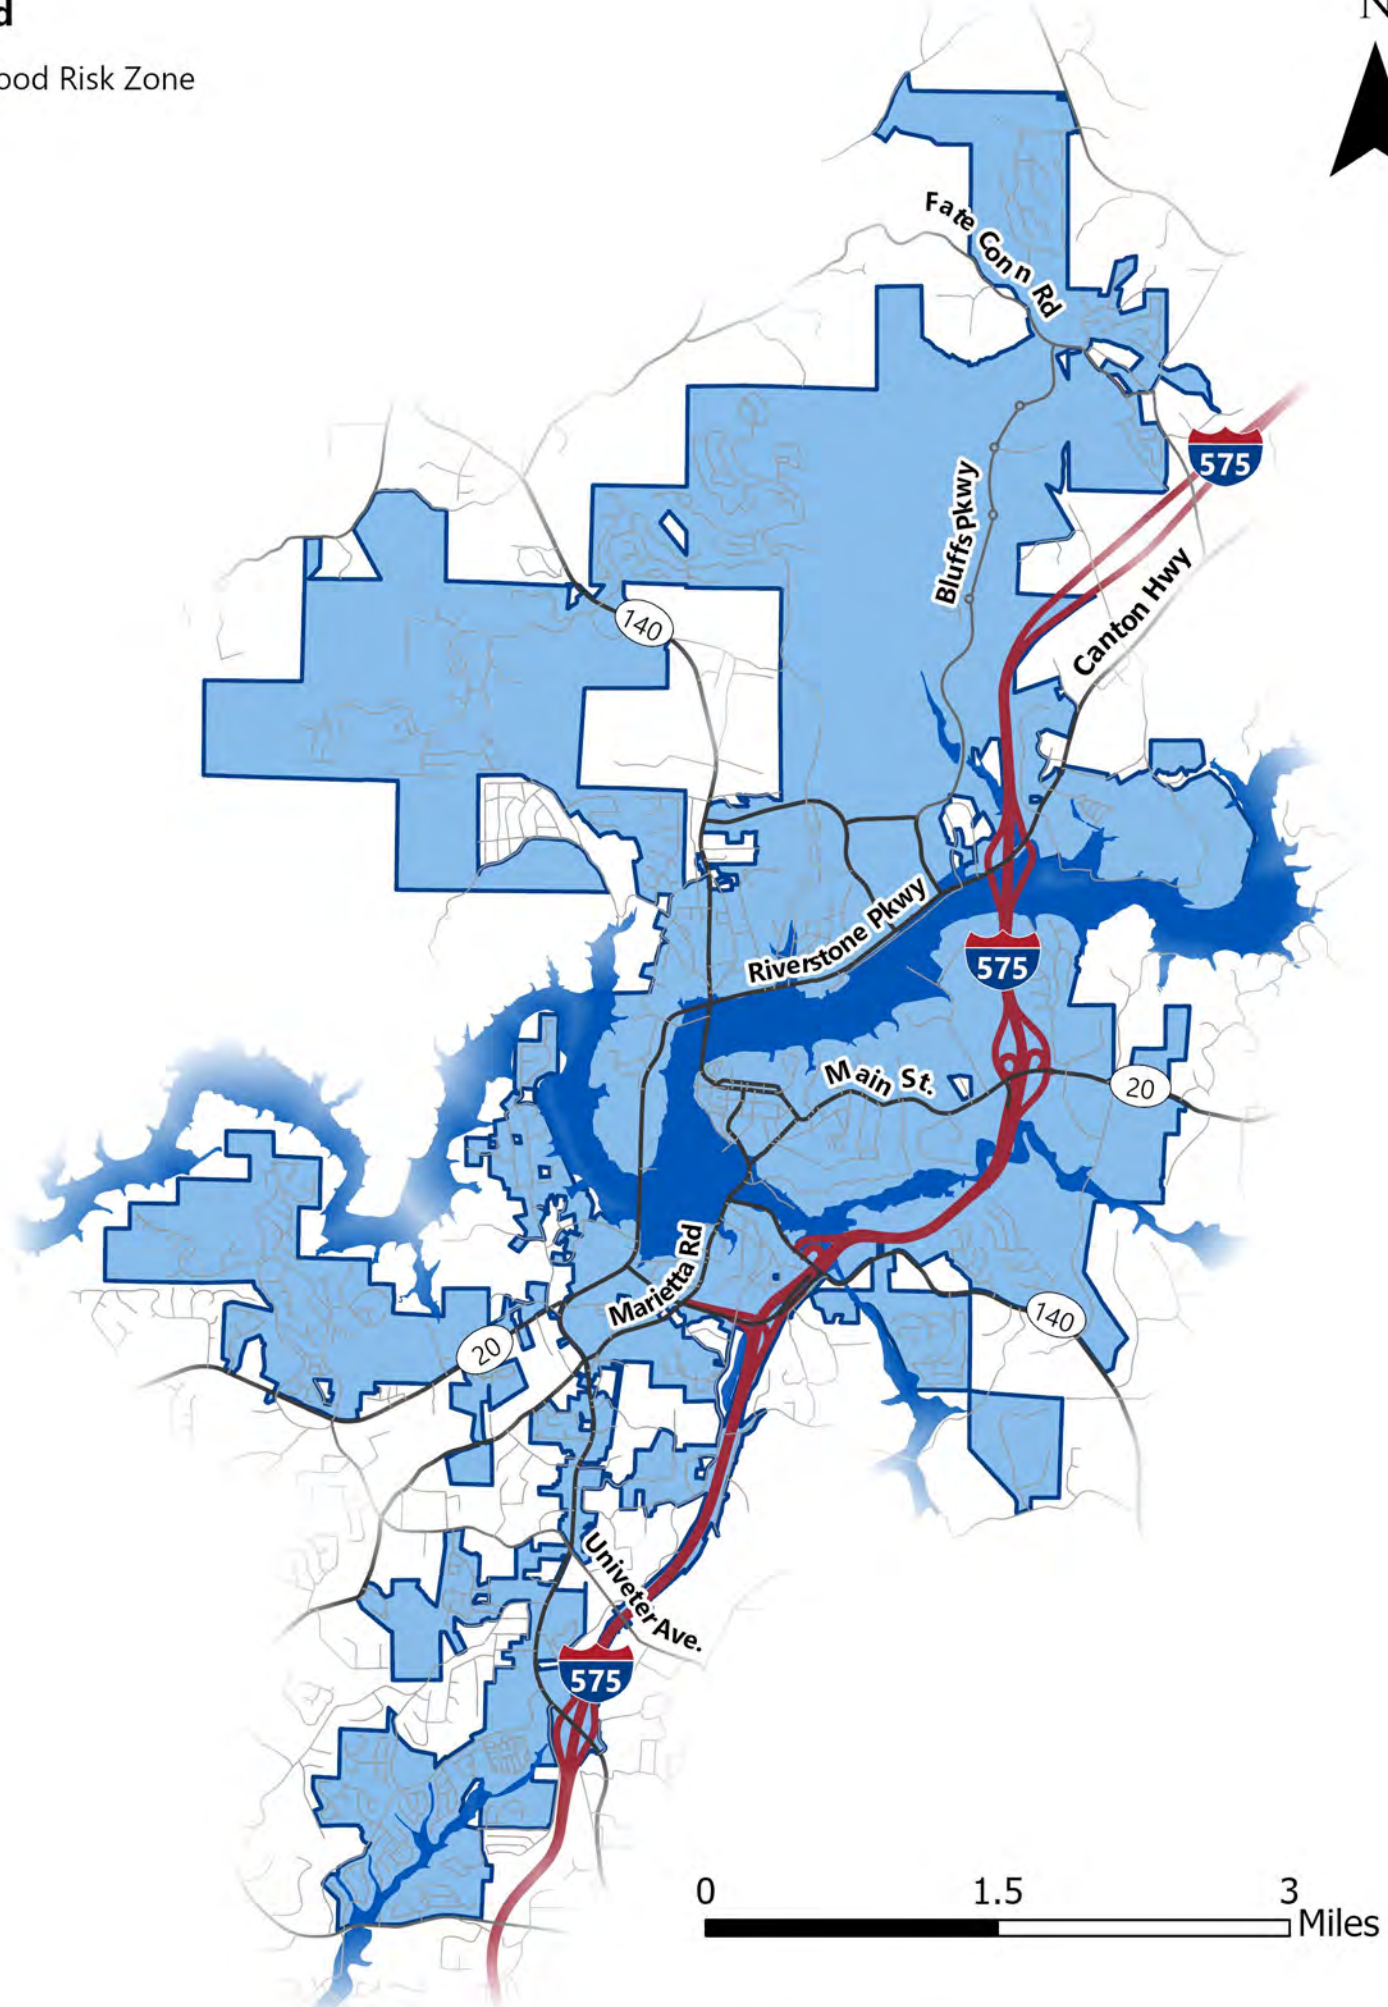 N
ood Risk Zone
Fate Conn Rd
575
Bluffs Pkwy
Canton Hwy
140
Riverstone Pkwy
575
Main St.
20
Marietta Rd
140
20
Univeter Ave.
575
0 1.5 3
Miles